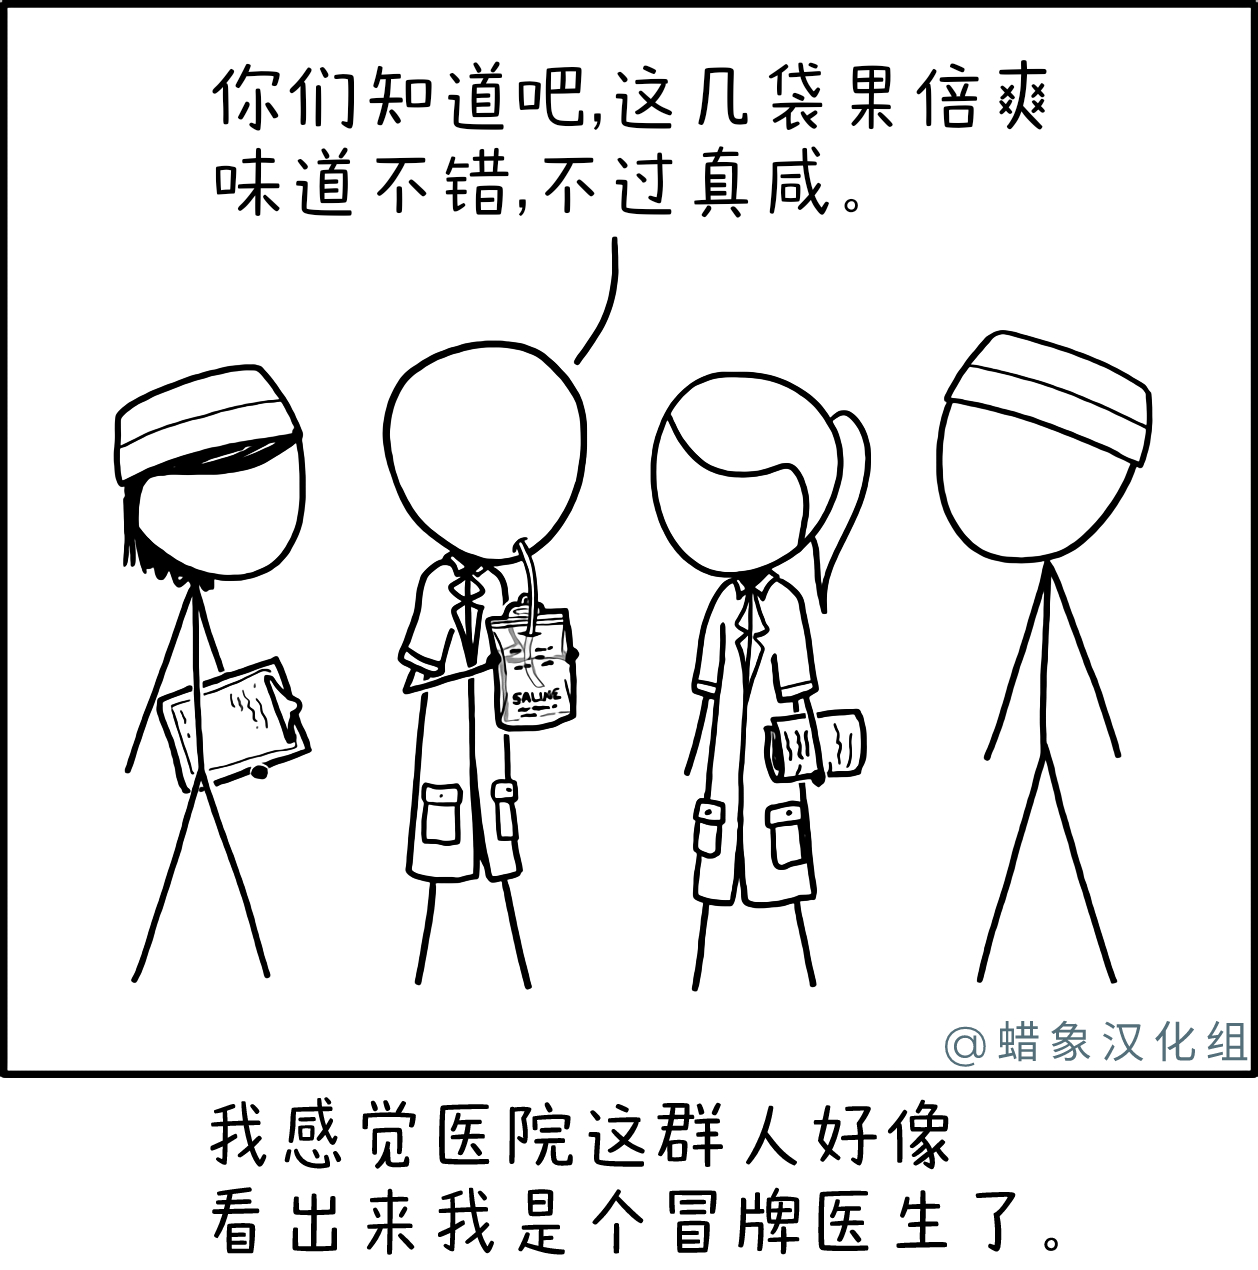 你们知道吧,这几袋果倍爽
味道不错,不过真咸。
SALINE
@蜡象汉化组
我感觉医院这群人好像
看出来我是个冒牌医生了。